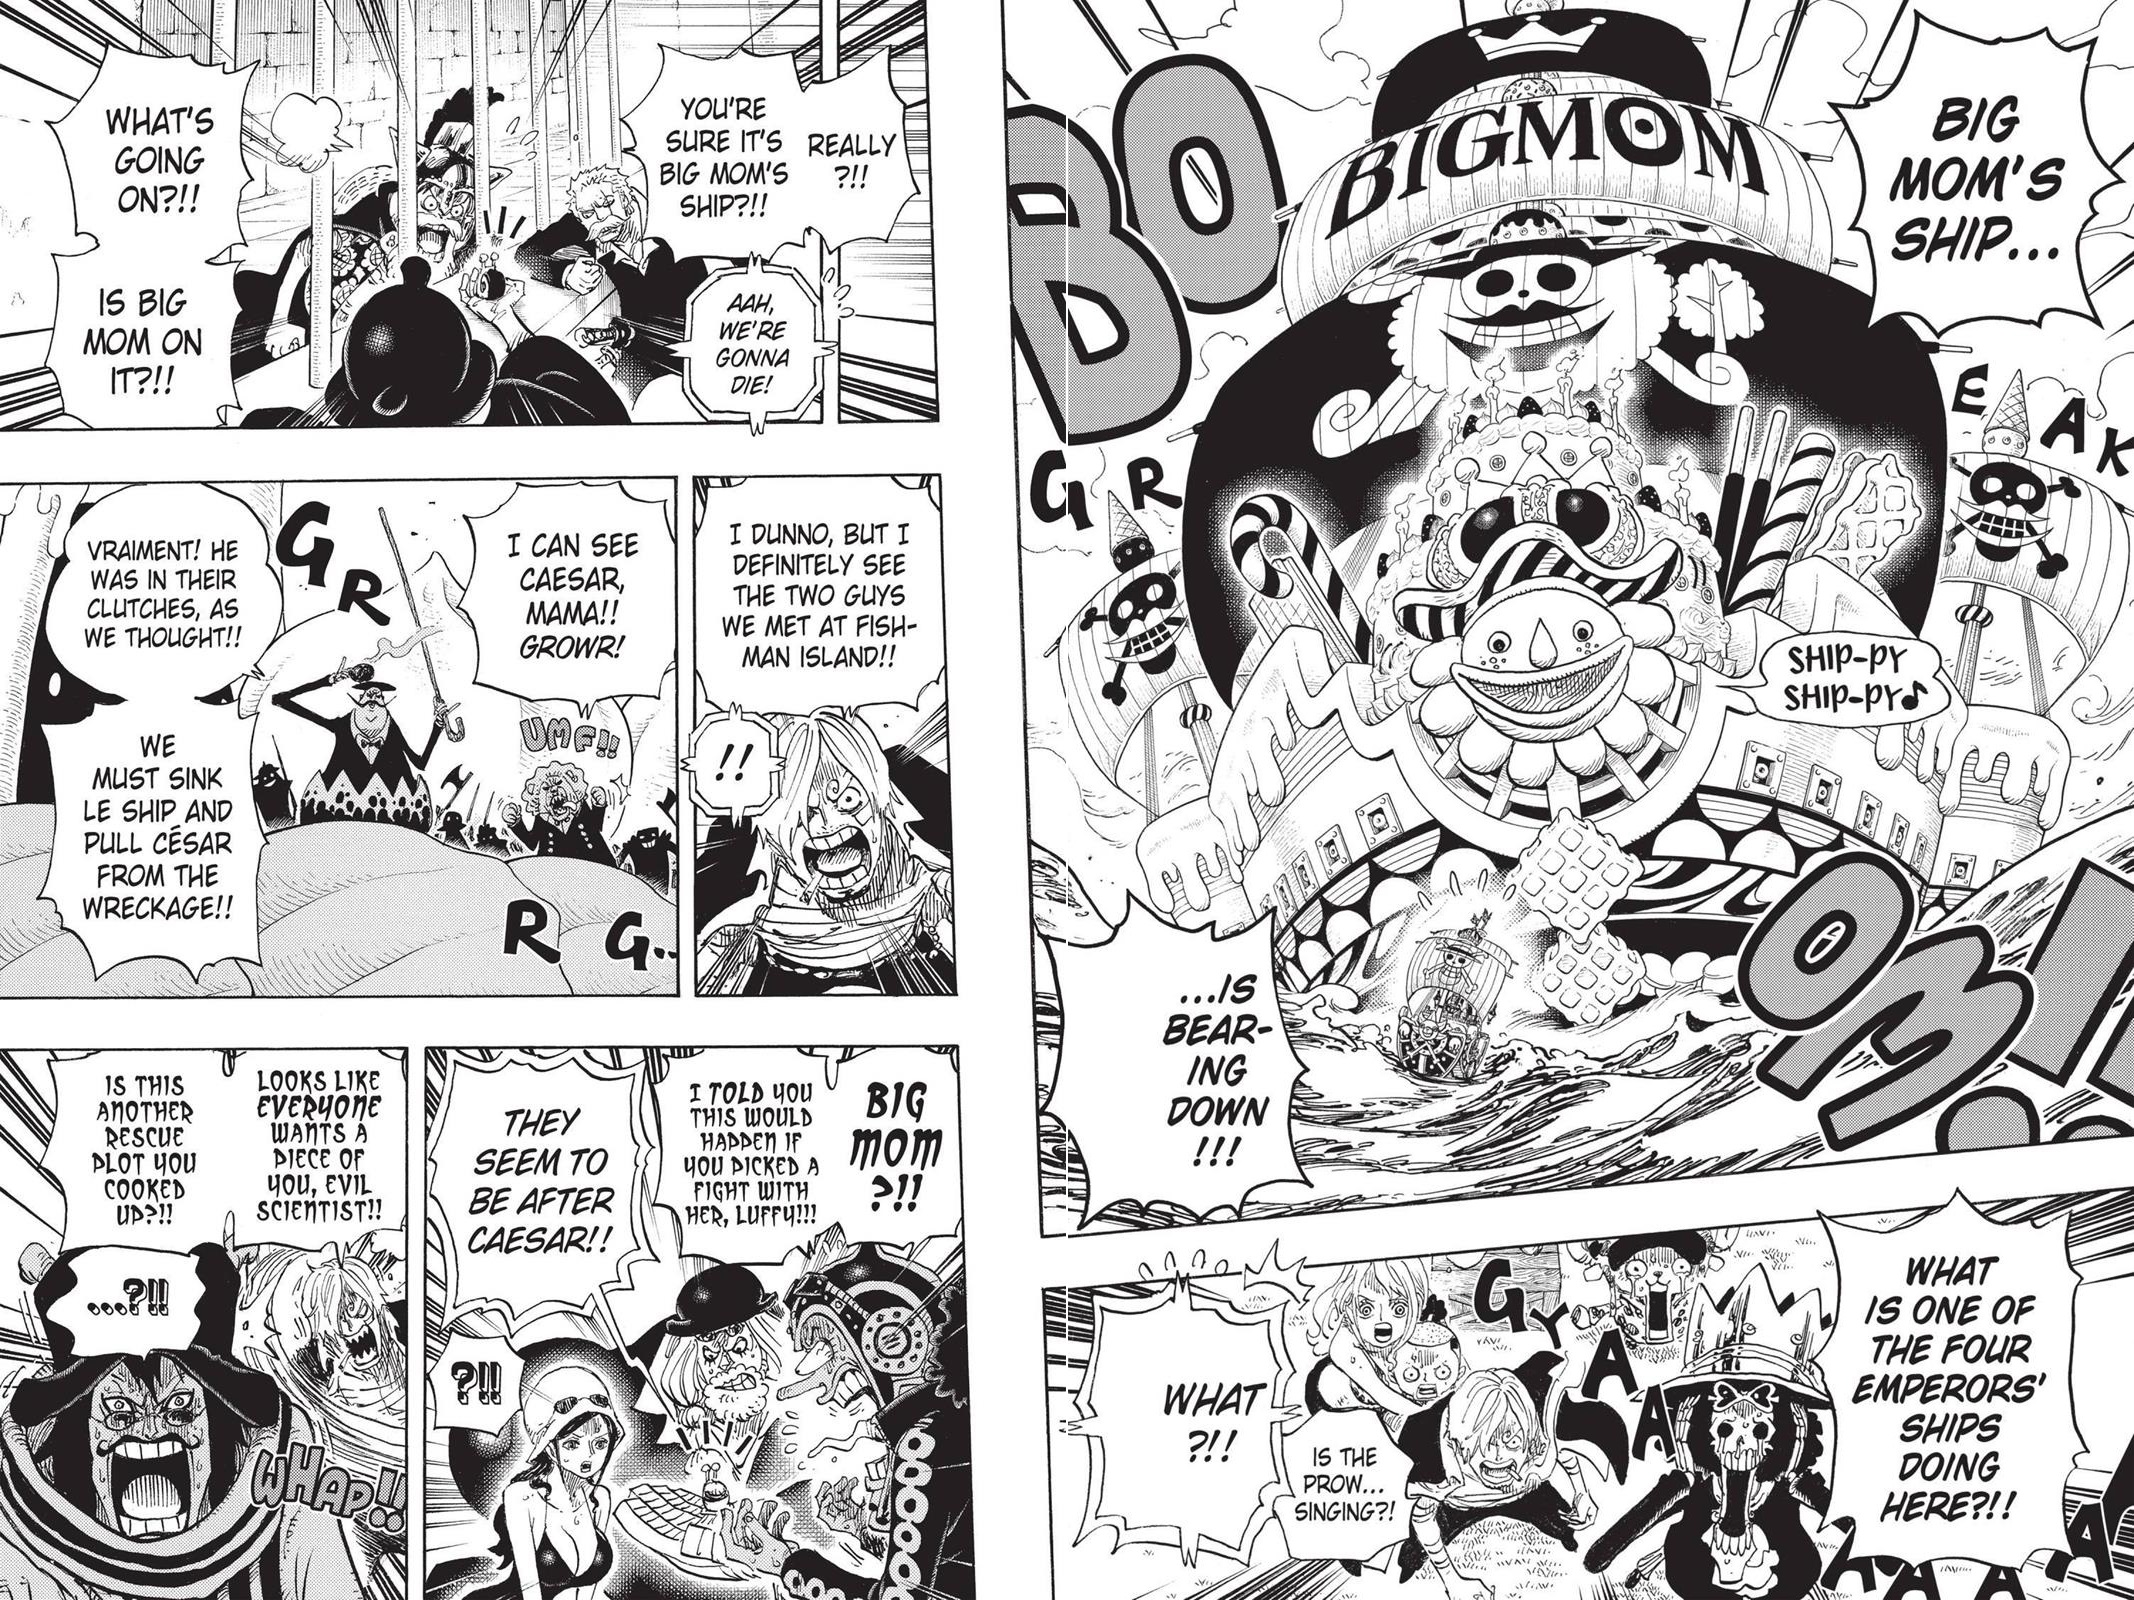 BIG
MOM'S
SHIP...
BIGMOM
BO
GR
EAK
SHIP-PY
SHIP-PY♪
OM!!
...IS
BEAR-
ING
DOWN
!!!
WHAT
IS ONE OF
THE FOUR
EMPERORS'
SHIPS
DOING
HERE?!!
GYAAA
AAAA
IS THE
PROW...
SINGING?!
WHAT
?!!
REALLY
?!!
YOU'RE
SURE IT'S
BIG MOM'S
SHIP?!!
AAH,
WE'RE
GONNA
DIE!
WHAT'S
GOING
ON?!!
IS BIG
MOM ON
IT?!!
I DUNNO, BUT I
DEFINITELY SEE
THE TWO GUYS
WE MET AT FISH-
MAN ISLAND!!
!!
I CAN SEE
CAESAR,
MAMA!!
GROWR!
UMF!!
GR
RG...
VRAIMENT! HE
WAS IN THEIR
CLUTCHES, AS
WE THOUGHT!!
WE
MUST SINK
LE SHIP AND
PULL CÉSAR
FROM THE
WRECKAGE!!
BIG
MOM
?!!
I TOLD YOU
THIS WOULD
HAPPEN IF
YOU PICKED A
FIGHT WITH
HER, LUFFY!!!
THEY
SEEM TO
BE AFTER
CAESAR!!
?!!
LOOKS LIKE
EVERYONE
WANTS A
PIECE OF
YOU, EVIL
SCIENTIST!!
IS THIS
ANOTHER
RESCUE
PLOT YOU
COOKED
UP?!!
...?!!
WHAP!!